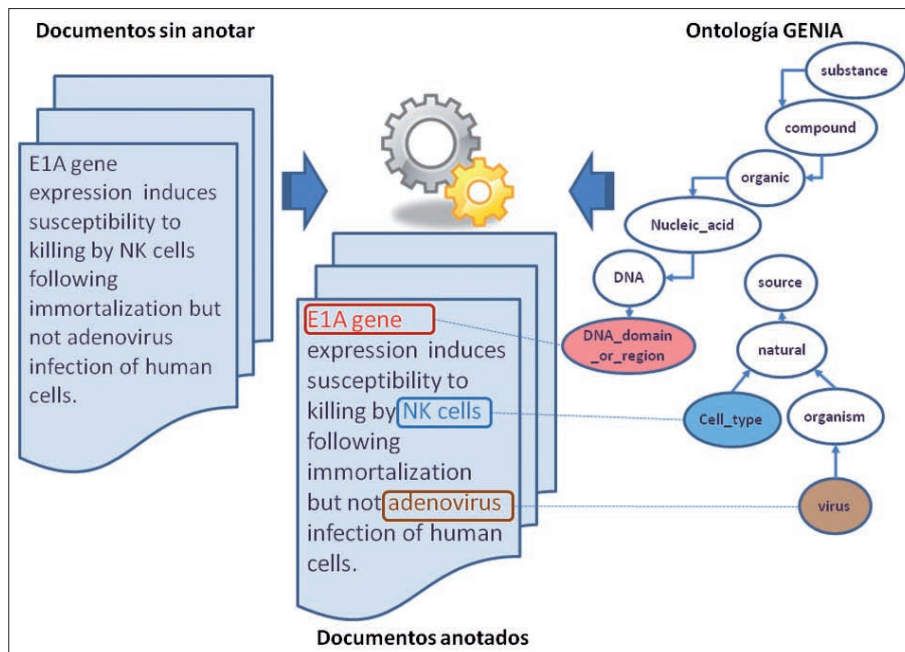 Documentos sin anotar
E1A gene
expression induces
susceptibility to
killing by NK cells
following
immortalization but
not adenovirus
infection of human
cells.
Ontología GENIA
substance
compound
organic
Nucleic_acid
DNA
DNA_domain
_or_region
source
natural
Cell_type
organism
virus
E1A gene
expression induces
susceptibility to
killing by NK cells
following
immortalization
but not adenovirus
infection of human
cells.
Documentos anotados